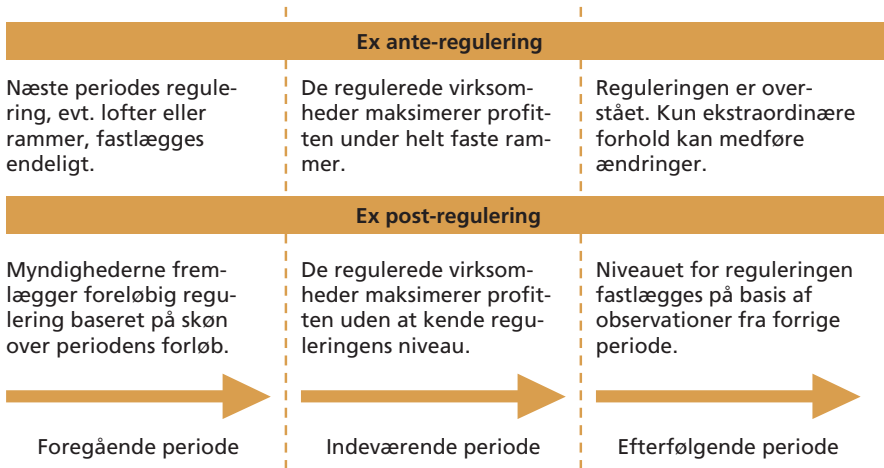 Ex ante-regulering
Næste periodes regule-
ring, evt. lofter eller
rammer, fastlægges
endeligt.
De regulerede virksom-
heder maksimerer profit-
ten under helt faste ram-
mer.
Reguleringen er over-
stået. Kun ekstraordinære
forhold kan medføre
ændringer.
Ex post-regulering
Myndighederne frem-
lægger foreløbig regu-
lering baseret på skøn
over periodens forløb.
De regulerede virksom-
heder maksimerer profit-
ten uden at kende regu-
leringens niveau.
Niveauet for reguleringen
fastlægges på basis af
observationer fra forrige
periode.
Foregående periode
Indeværende periode
Efterfølgende periode